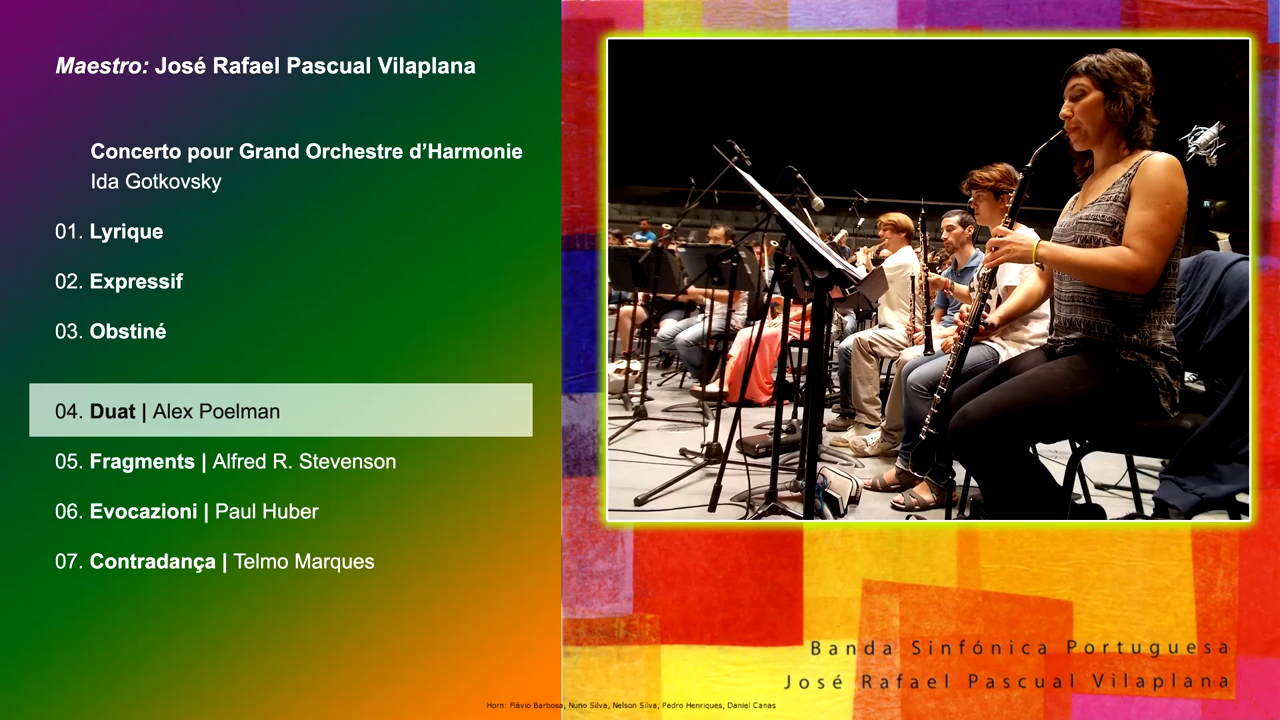 Maestro: José Rafael Pascual Vilaplana
Concerto pour Grand Orchestre d’Harmonie
Ida Gotkovsky
01. Lyrique
02. Expressif
03. Obstiné
04. Duat | Alex Poelman
05. Fragments | Alfred R. Stevenson
06. Evocazioni | Paul Huber
07. Contradança | Telmo Marques
Banda Sinfónica Portuguesa
José Rafael Pascual Vilaplana
Horn: Flávio Barbosa, Nuno Silva, Nelson Silva, Pedro Henriques, Daniel Canas